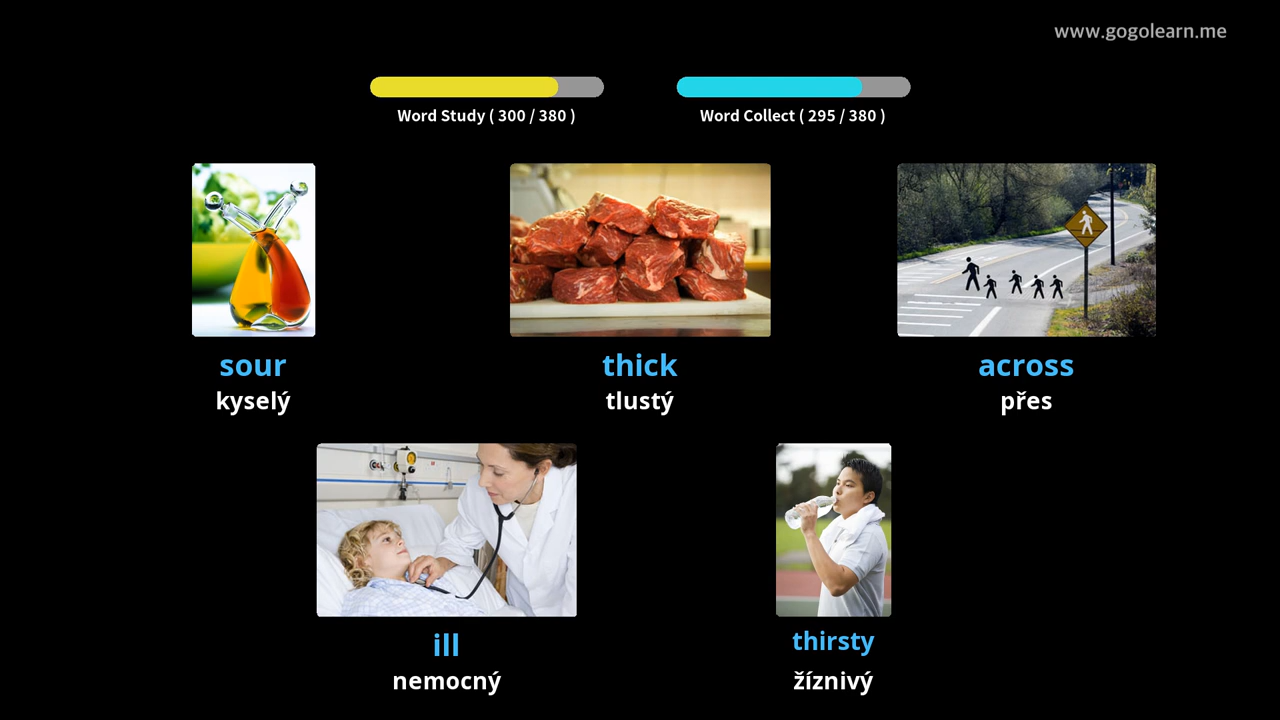 www.gogolearn.me
Word Study ( 300 / 380 )
Word Collect ( 295 / 380 )
sour
kyselý
thick
tlustý
across
přes
ill
nemocný
thirsty
žíznivý